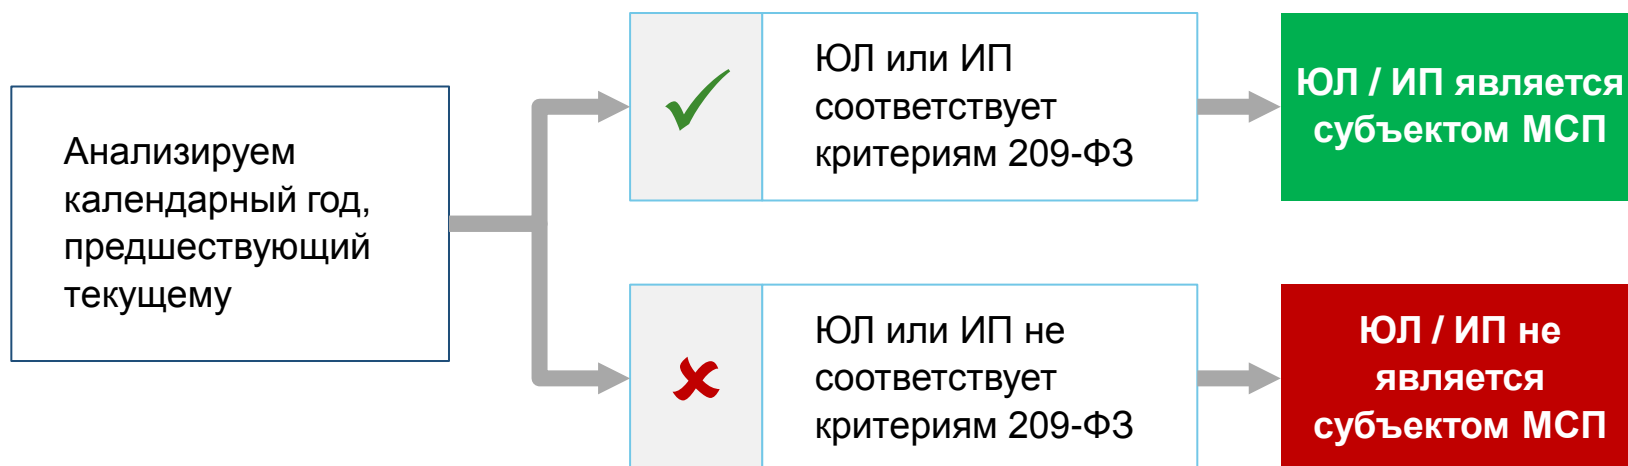 Анализируем
календарный год,
предшествующий
текущему
ЮЛ или ИП
соответствует
критериям 209-ФЗ
ЮЛ / ИП является
субъектом МСП
ЮЛ или ИП не
соответствует
критериям 209-ФЗ
ЮЛ / ИП не
является
субъектом МСП